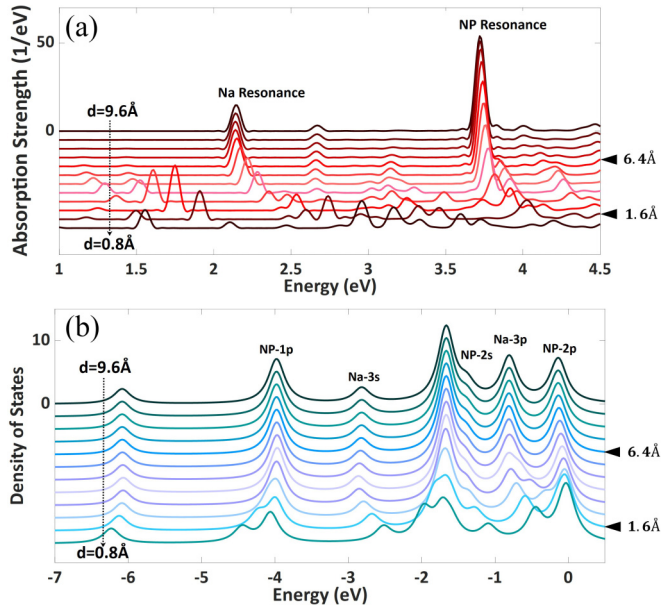 (a)
NP Resonance
50
d=9.6Å
Na Resonance
0
6.4Å
1.6Å
d=0.8Å
Absorption Strength (1/eV)
1 1.5 2 2.5 3 3.5 4 4.5
Energy (eV)
(b)
10
d=9.6Å
NP-1p
Na-3s
NP-2s
Na-3p
NP-2p
0
6.4Å
1.6Å
d=0.8Å
Density of States
-7 -6 -5 -4 -3 -2 -1 0
Energy (eV)